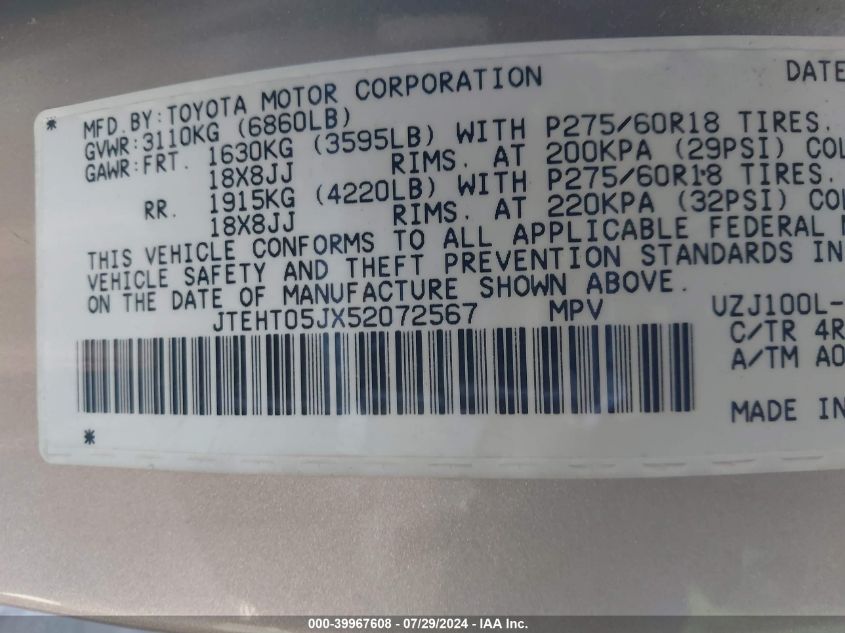 MFD.BY:TOYOTA MOTOR CORPORATION DATE
GVWR:3110KG (6860LB)
GAWR:FRT. 1630KG (3595LB) WITH P275/60R18 TIRES.
18X8JJ RIMS. AT 200KPA (29PSI) COL
RR. 1915KG (4220LB) WITH P275/60R18 TIRES.
18X8JJ RIMS. AT 220KPA (32PSI) COL
THIS VEHICLE CONFORMS TO ALL APPLICABLE FEDERAL M
VEHICLE SAFETY AND THEFT PREVENTION STANDARDS IN
ON THE DATE OF MANUFACTURE SHOWN ABOVE.
JTEHT05JX52072567 MPV UZJ100L-
C/TR 4R
A/TM A0
MADE IN
000-39967608 / 07/29/2024 - IAA Inc.